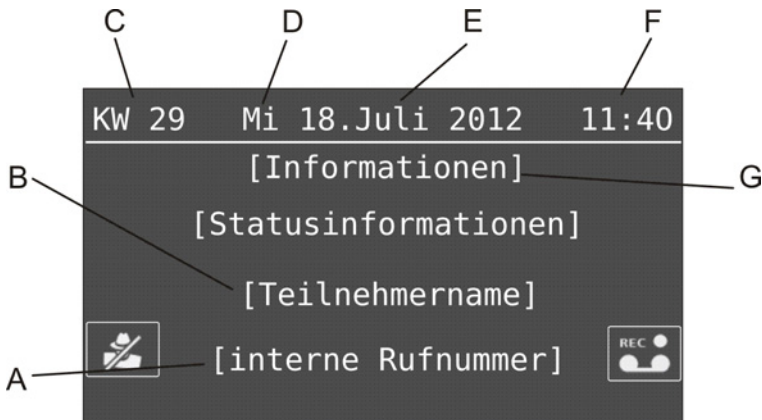 C D E F
KW 29 Mi 18.Juli 2012 11:40
[Informationen]
G
B
[Statusinformationen]
[Teilnehmername]
REC
[interne Rufnummer]
A